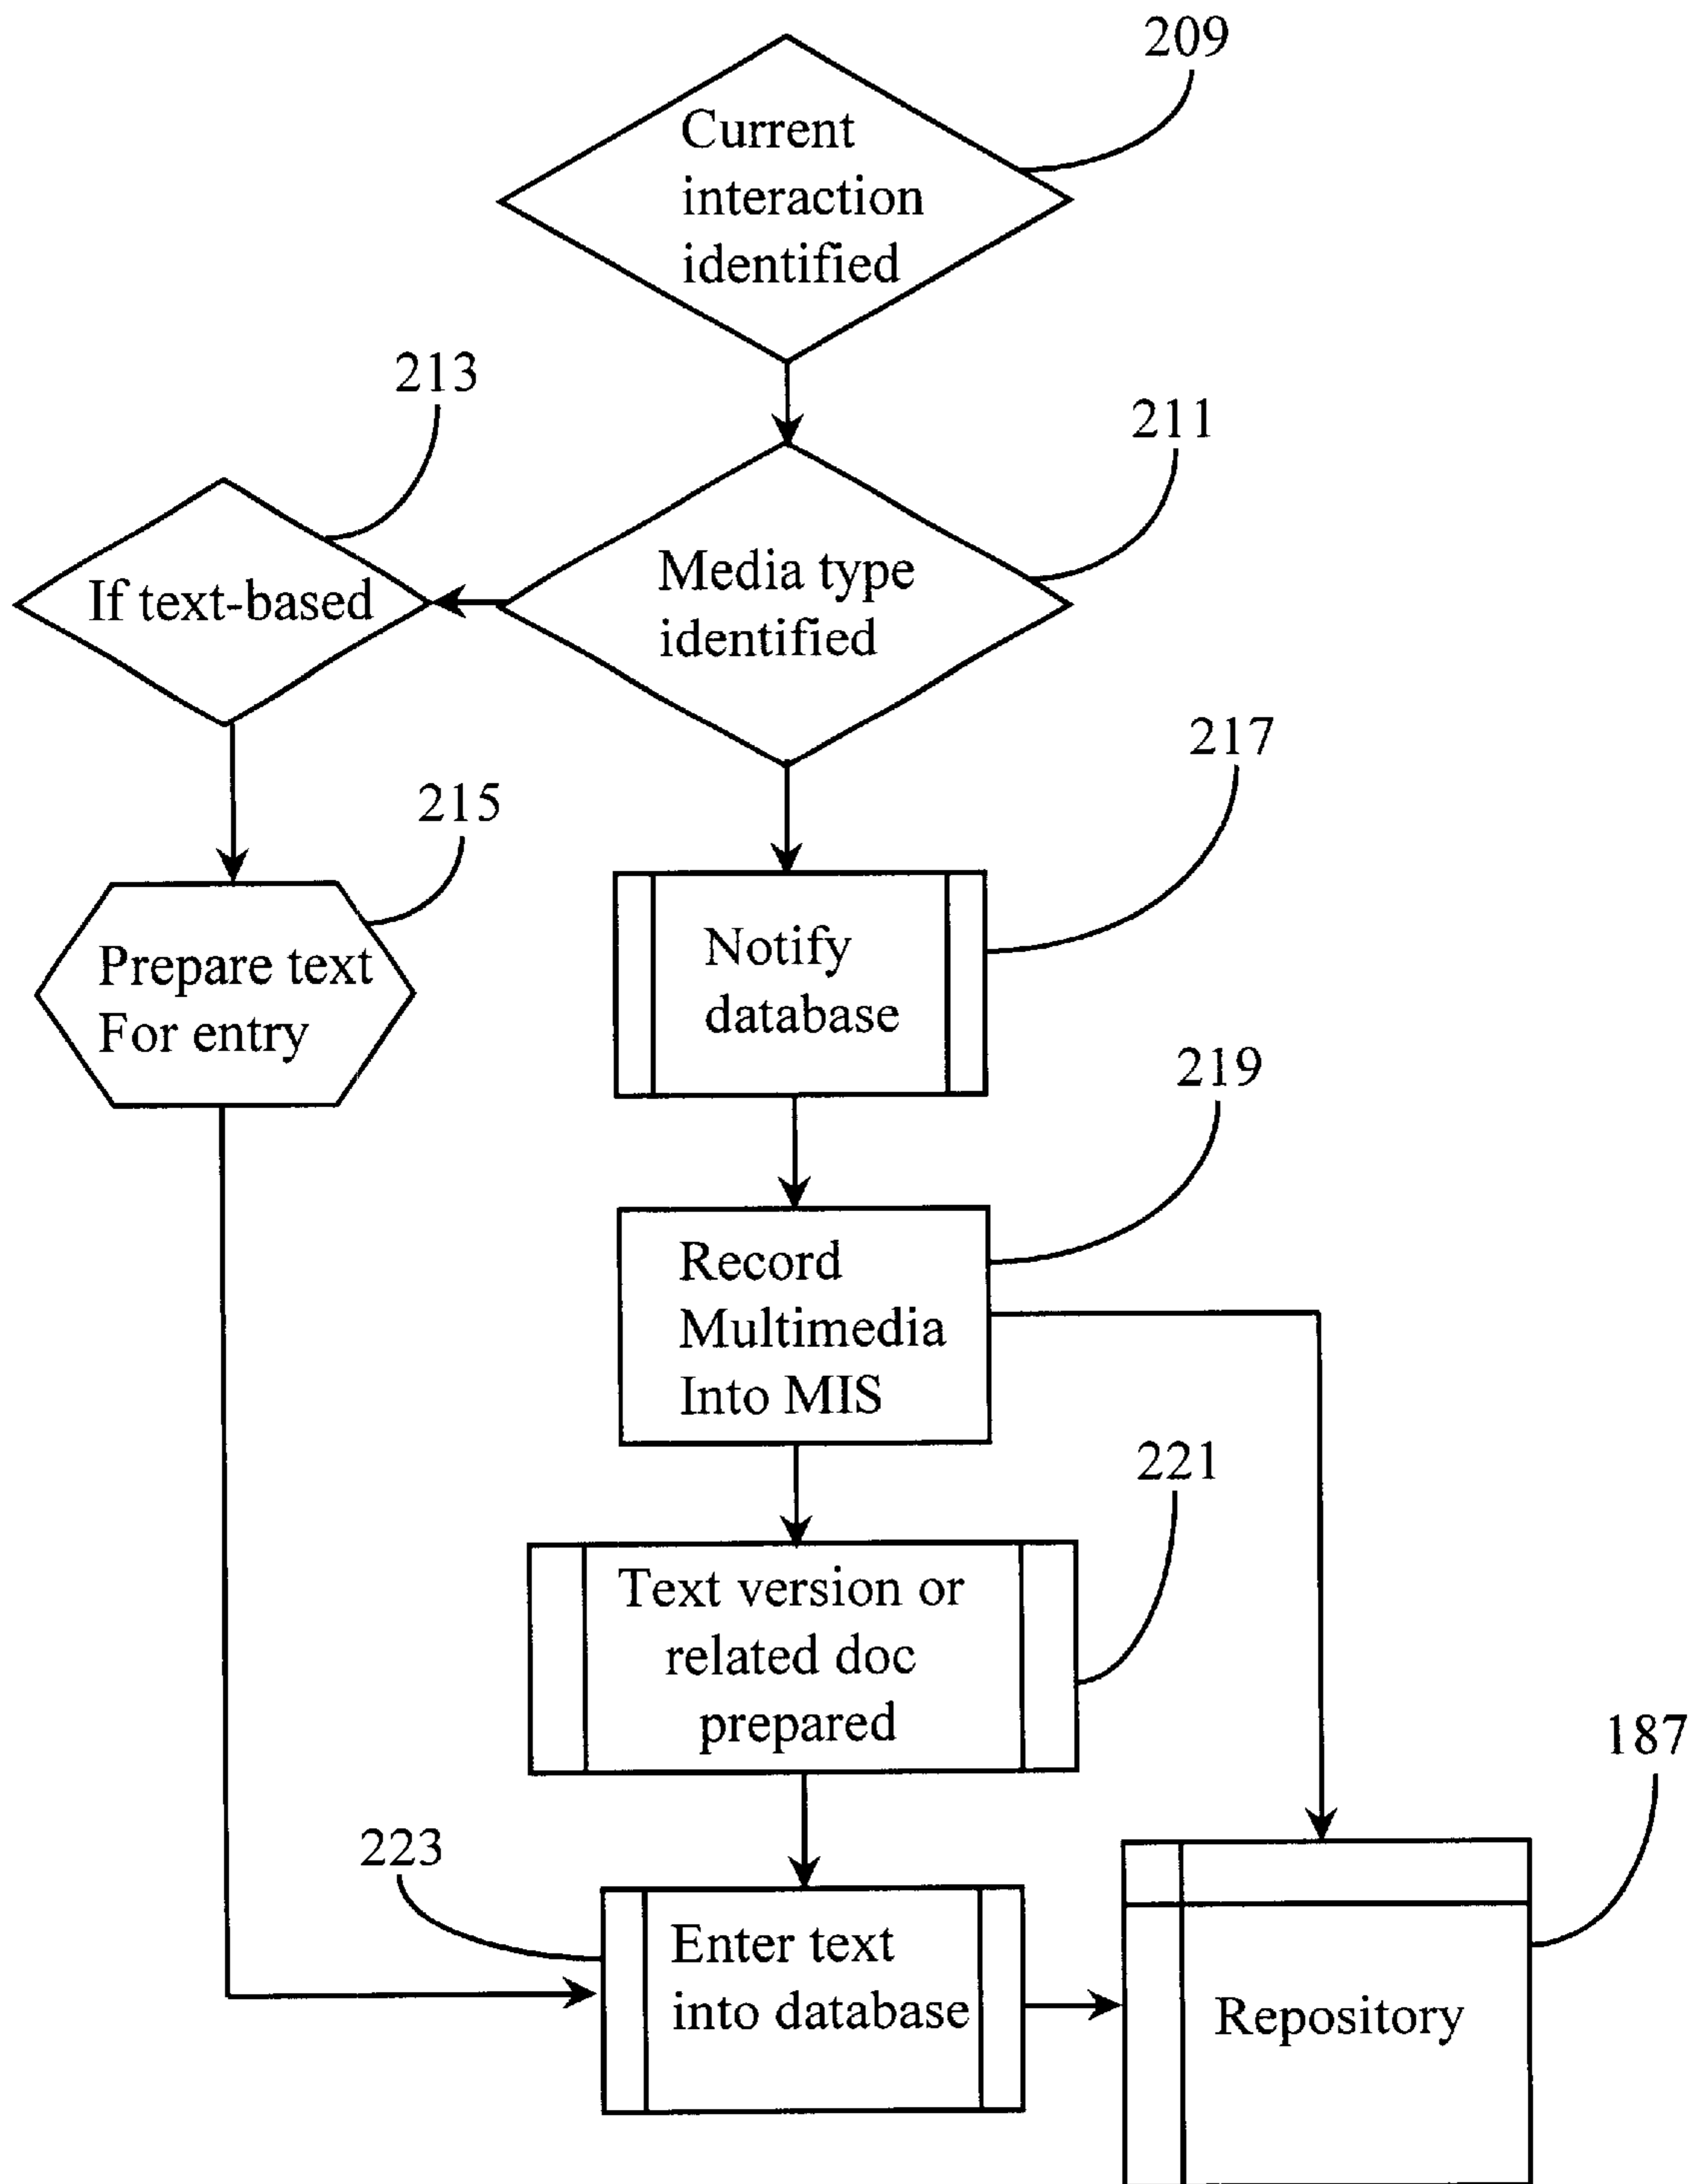 209
Current
interaction
identified
213
211
If text-based
Media type
identified
217
215
Prepare text
For entry
Notify
database
219
Record
Multimedia
Into MIS
221
Text version or
related doc
prepared
187
223
Enter text
into database
Repository